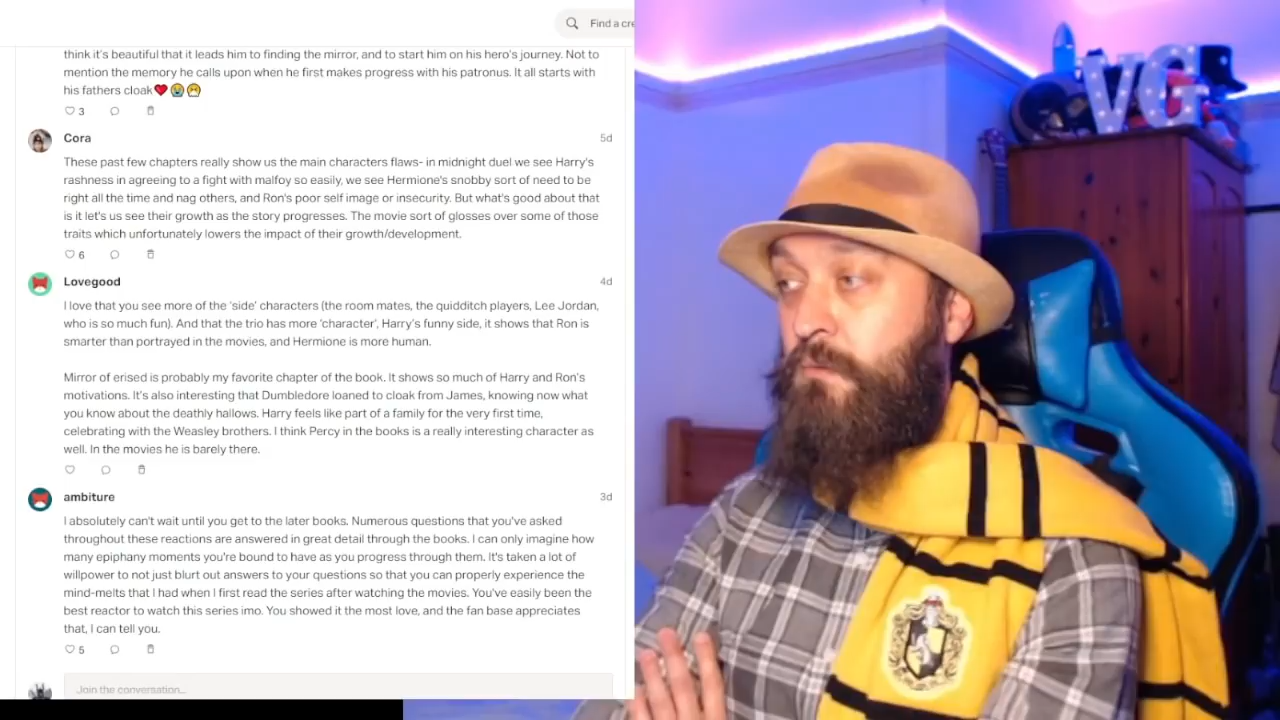 Find a cre
think it's beautiful that it leads him to finding the mirror, and to start him on his hero's journey. Not to
mention the memory he calls upon when he first makes progress with his patronus. It all starts with
his fathers cloak❤️😭😭
3
Cora
5d
These past few chapters really show us the main characters flaws- in midnight duel we see Harry's
rashness in agreeing to a fight with malfoy so easily, we see Hermione's snobby sort of need to be
right all the time and nag others, and Ron's poor self image or insecurity. But what's good about that
is it let's us see their growth as the story progresses. The movie sort of glosses over some of those
traits which unfortunately lowers the impact of their growth/development.
6
Lovegood
4d
I love that you see more of the 'side' characters (the room mates, the quidditch players, Lee Jordan,
who is so much fun). And that the trio has more 'character', Harry's funny side, it shows that Ron is
smarter than portrayed in the movies, and Hermione is more human.
Mirror of erised is probably my favorite chapter of the book. It shows so much of Harry and Ron's
motivations. It's also interesting that Dumbledore loaned to cloak from James, knowing now what
you know about the deathly hallows. Harry feels like part of a family for the very first time,
celebrating with the Weasley brothers. I think Percy in the books is a really interesting character as
well. In the movies he is barely there.
ambiture
3d
I absolutely can't wait until you get to the later books. Numerous questions that you've asked
throughout these reactions are answered in great detail through the books. I can only imagine how
many epiphany moments you're bound to have as you progress through them. It's taken a lot of
willpower to not just blurt out answers to your questions so that you can properly experience the
mind-melts that I had when I first read the series after watching the movies. You've easily been the
best reactor to watch this series imo. You showed it the most love, and the fan base appreciates
that, I can tell you.
5
Join the conversation...
VG